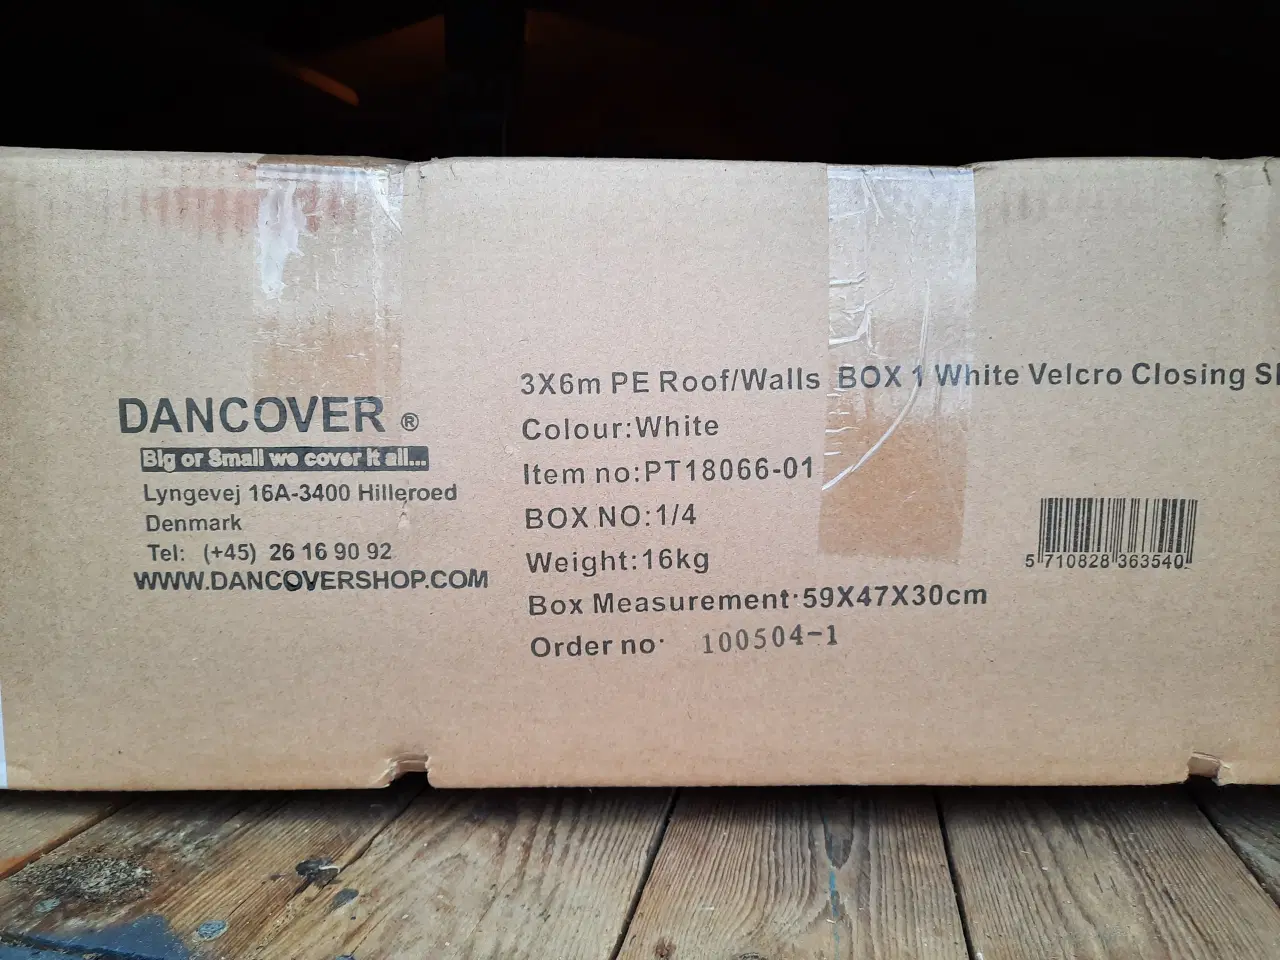 DANCOVER ®
Big or Small we cover it all...
Lyngevej 16A-3400 Hilleroed
Denmark
Tel: (+45) 26 16 90 92
WWW.DANCOVERSHOP.COM
3X6m PE Roof/Walls BOX 1 White Velcro Closing
Colour:White
Item no:PT18066-01
BOX NO:1/4
Weight:16kg
Box Measurement:59X47X30cm
Order no: 100504-1
5 710828 363540